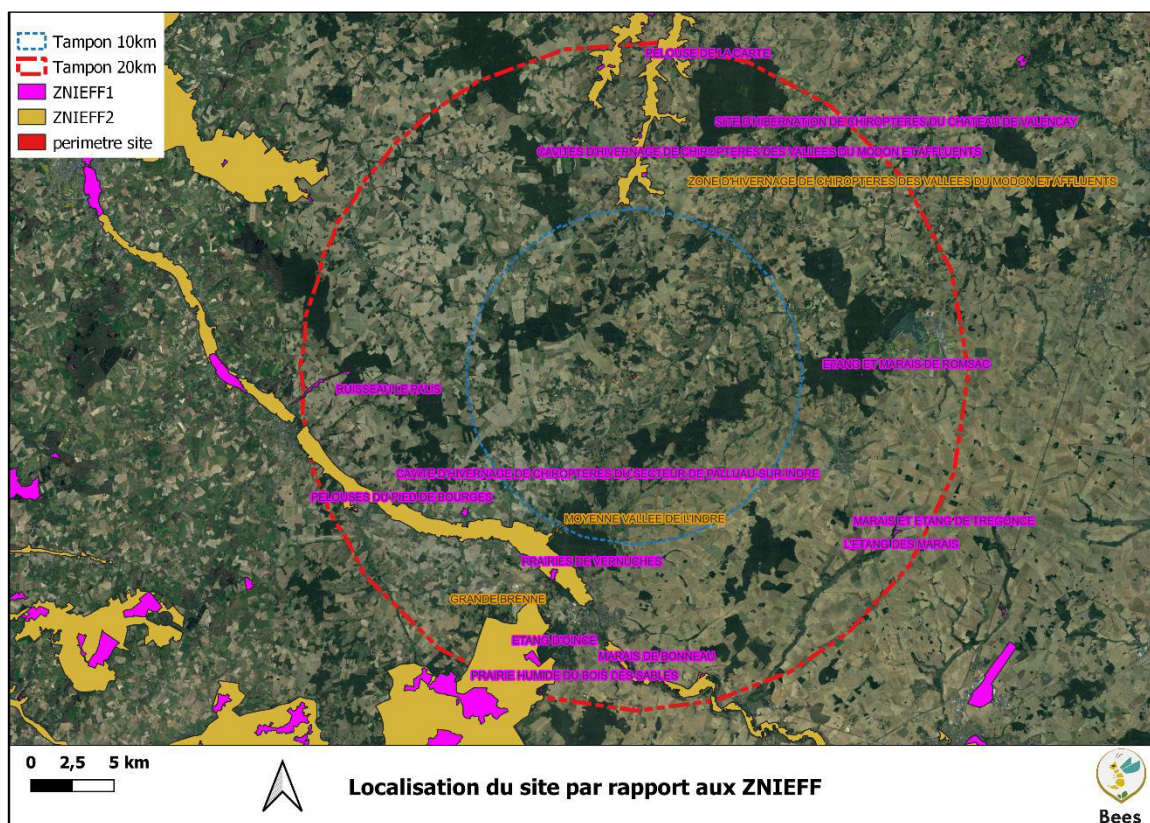 Tampon 10km
Tampon 20km
ZNIEFF1
ZNIEFF2
perimetre site
PELOUSE DE LA CARTE
SITE D'HIBERNATION DE CHIROPTERES DU CHATEAU DE VALENCAY
CAVITES D'HIVERNAGE DE CHIROPTERES DES VALLEES DU MODON ET AFFLUENTS
ZONE D'HIVERNAGE DE CHIROPTERES DES VALLEES DU MODON ET AFFLUENTS
ETANG ET MARAIS DE ROMSAC
RUISSEAU LE PALIS
CAVITE D'HIVERNAGE DE CHIROPTERES DU SECTEUR DE PALLUAU-SUR-INDRE
PELOUSES DU PIED DE BOURGES
MOYENNE VALLEE DE L'INDRE
MARAIS ET ETANG DE TREGONCE
L'ETANG DES MARAIS
PRAIRIES DE VERNUCHES
GRANDE BRENNE
ETANG D'OINCE
MARAIS DE BONNEAU
PRAIRIE HUMIDE DU BOIS DES SABLES
0 2,5 5 km
Localisation du site par rapport aux ZNIEFF
Bees